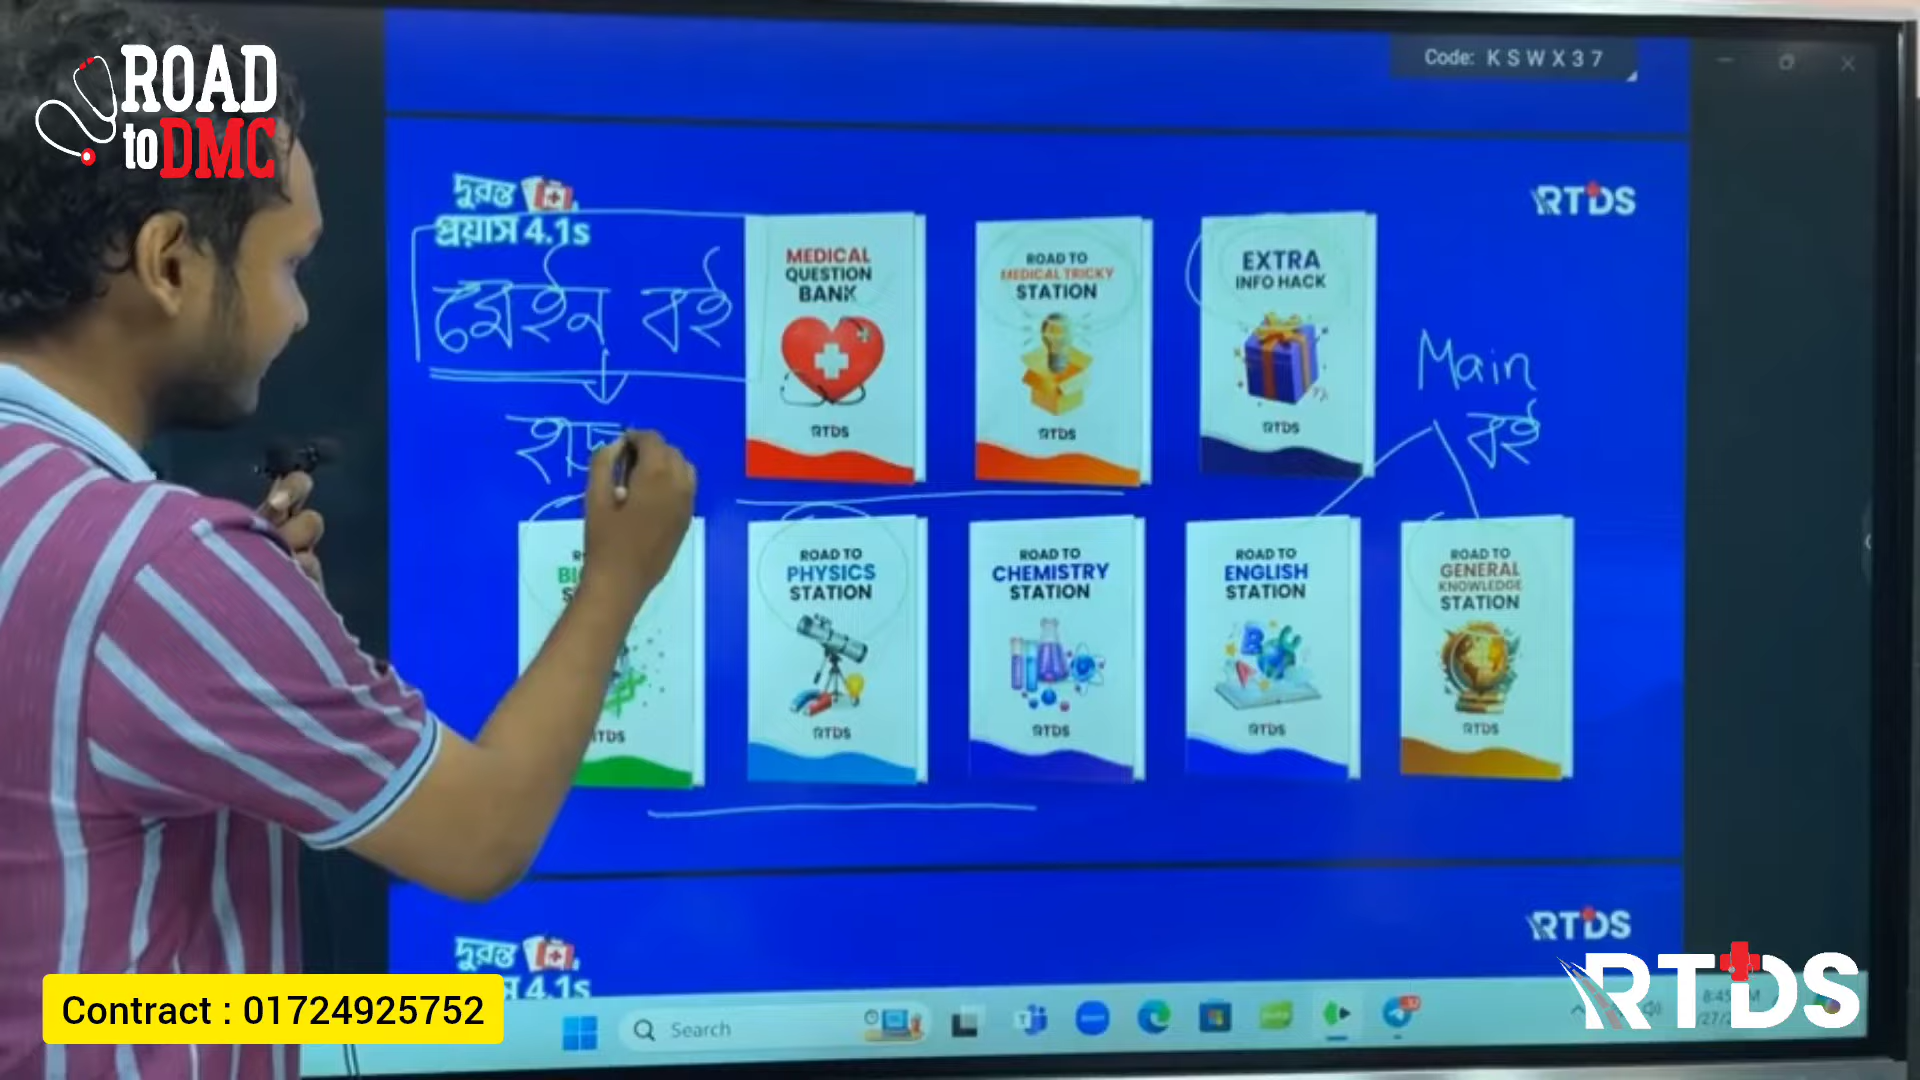 ROAD
to DMC
Code: KSWX37
দুরন্ত
প্রয়াস 4.1s
RTDS
মেইন বই
MEDICAL
QUESTION
BANK
RTDS
ROAD TO
MEDICAL TRICKY
STATION
RTDS
EXTRA
INFO HACK
RTDS
Main
বই
ROAD TO
PHYSICS
STATION
RTDS
ROAD TO
CHEMISTRY
STATION
RTDS
ROAD TO
ENGLISH
STATION
RTDS
ROAD TO
GENERAL
KNOWLEDGE
STATION
RTDS
দুরন্ত
4.1s
RTDS
Contract : 01724925752
Search
RTDS